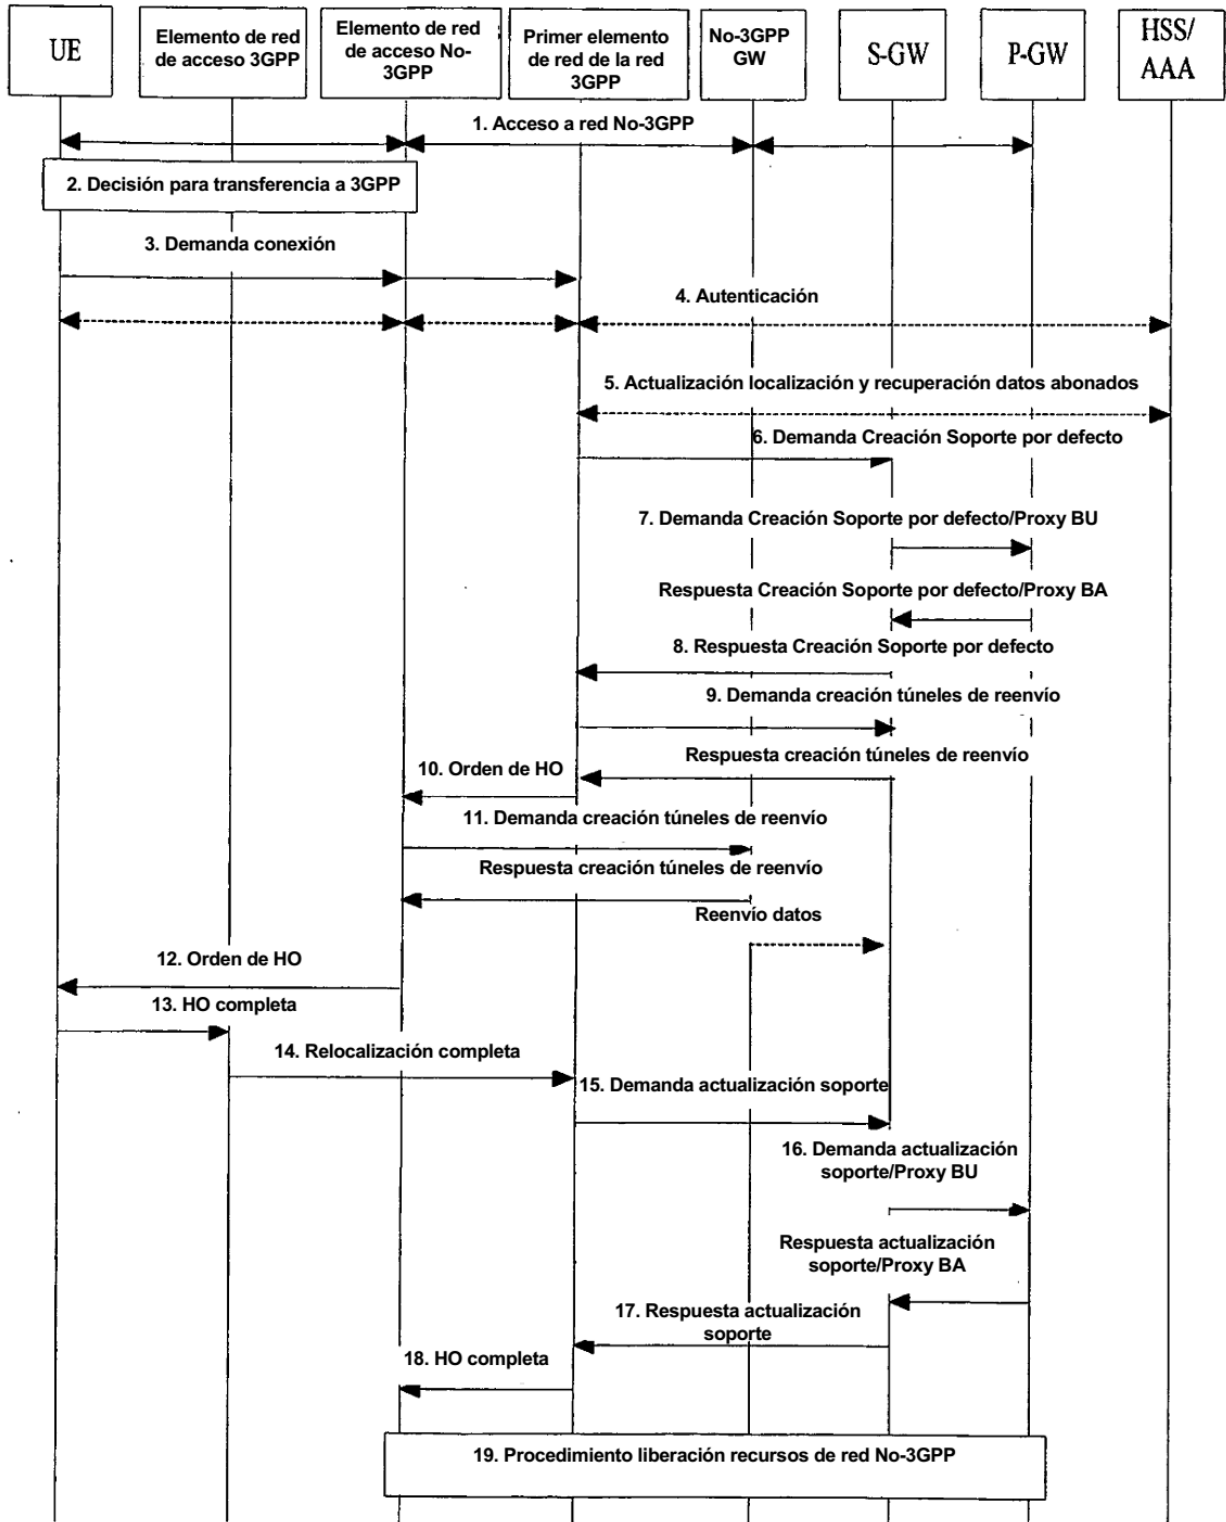 UE
Elemento de red
de acceso 3GPP
Elemento de red
de acceso No-
3GPP
Primer elemento
de red de la red
3GPP
No-3GPP
GW
S-GW
P-GW
HSS/
AAA
1. Acceso a red No-3GPP
2. Decisión para transferencia a 3GPP
3. Demanda conexión
4. Autenticación
5. Actualización localización y recuperación datos abonados
6. Demanda Creación Soporte por defecto
7. Demanda Creación Soporte por defecto/Proxy BU
Respuesta Creación Soporte por defecto/Proxy BA
8. Respuesta Creación Soporte por defecto
9. Demanda creación túneles de reenvío
Respuesta creación túneles de reenvío
10. Orden de HO
11. Demanda creación túneles de reenvío
Respuesta creación túneles de reenvío
Reenvío datos
12. Orden de HO
13. HO completa
14. Relocalización completa
15. Demanda actualización soporte
16. Demanda actualización
soporte/Proxy BU
Respuesta actualización
soporte/Proxy BA
17. Respuesta actualización
soporte
18. HO completa
19. Procedimiento liberación recursos de red No-3GPP